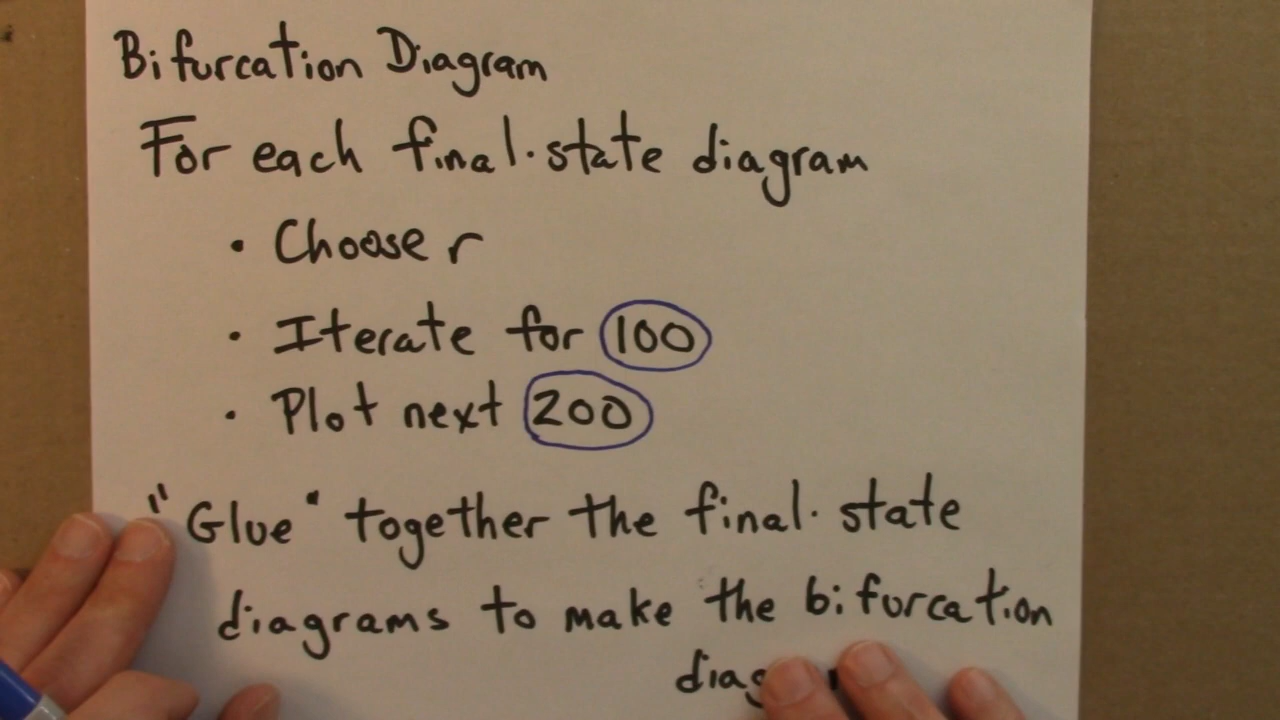 Bifurcation Diagram
For each final-state diagram
• Choose r
• Iterate for 100
• Plot next 200
"Glue" together the final-state
diagrams to make the bifurcation